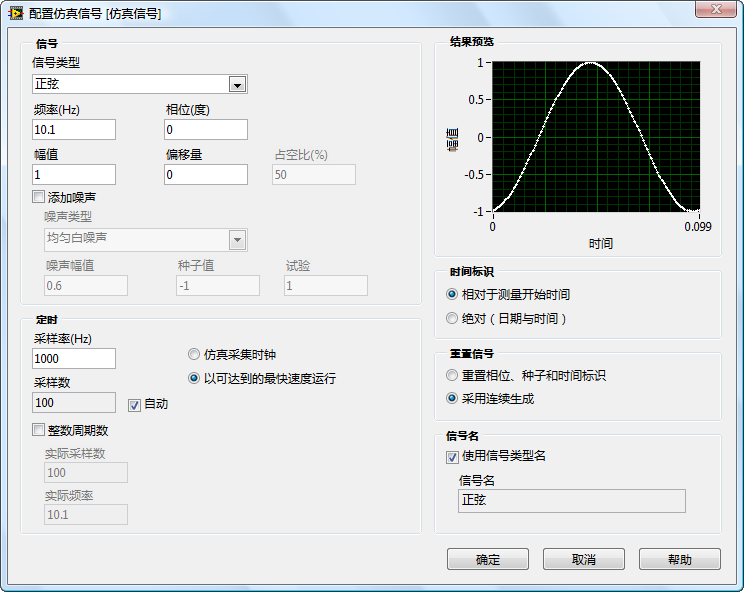 配置仿真信号 [仿真信号]
信号
信号类型
正弦
频率(Hz)
相位(度)
10.1
0
幅值
偏移量
占空比(%)
1
0
50
添加噪声
噪声类型
均匀白噪声
噪声幅值
种子值
试验
0.6
-1
1
定时
采样率(Hz)
1000
仿真采集时钟
以可达到的最快速度运行
采样数
100
自动
整数周期数
实际采样数
100
实际频率
10.1
结果预览
1
0.5
0
-0.5
-1
幅值
0
0.099
时间
时间标识
相对于测量开始时间
绝对（日期与时间）
重置信号
重置相位、种子和时间标识
采用连续生成
信号名
使用信号类型名
信号名
正弦
确定
取消
帮助